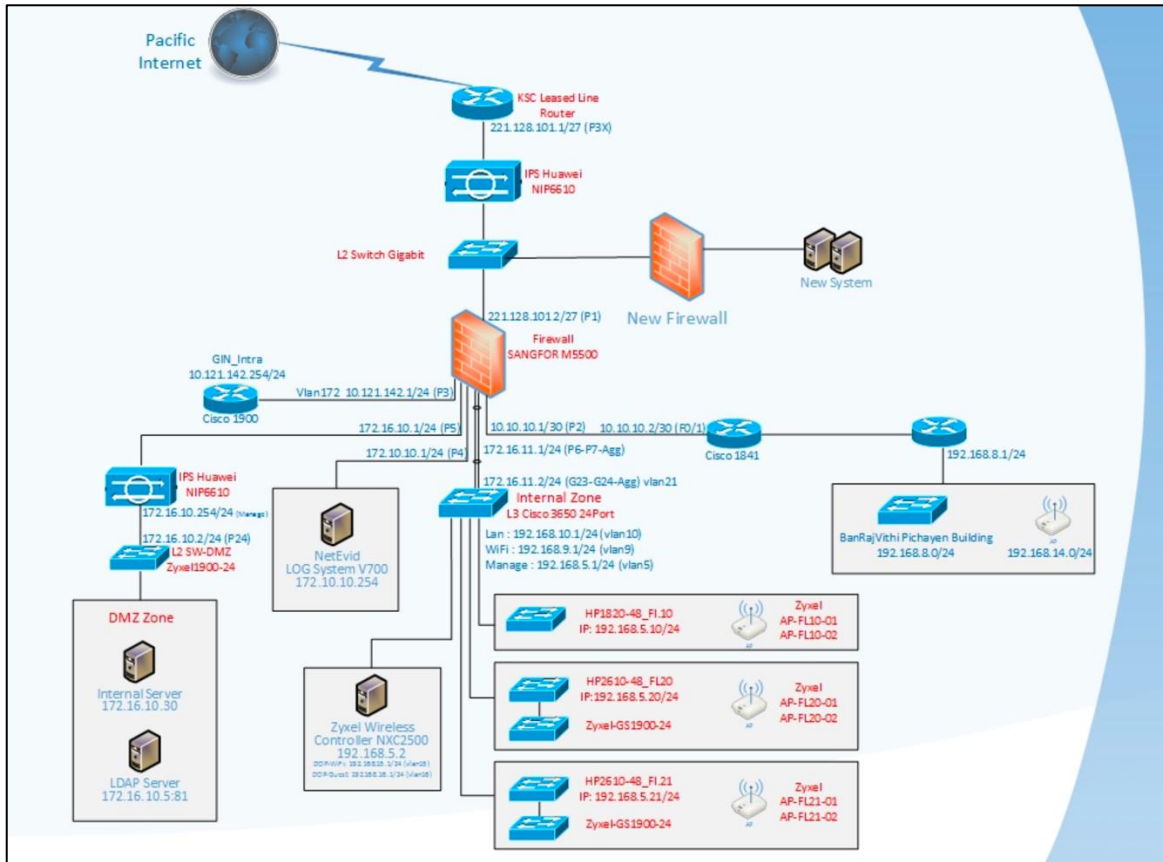 Pacific
Internet
KSC Leased Line
Router
221.128.101.1/27 (P3X)
IPS Huawei
NIP6610
L2 Switch Gigabit
New System
New Firewall
221.128.101.2/27 (P1)
Firewall
SANGFOR M5500
GIN_Intra
10.121.142.254/24
Vlan172 10.121.142.1/24 (P3)
Cisco 1900
172.16.10.1/24 (P5)
10.10.10.1/30 (P2)
10.10.10.2/30 (F0/1)
172.10.10.1/24 (P4)
172.16.11.1/24 (P6-P7-Agg)
Cisco 1841
192.168.8.1/24
IPS Huawei
NIP6610
172.16.10.254/24 (Manage)
172.16.10.2/24 (P24)
L2 SW-DMZ
Zyxel1900-24
NetEvid
LOG System V700
172.10.10.254
172.16.11.2/24 (G23-G24-Agg) vlan21
Internal Zone
L3 Cisco 3650 24Port
Lan : 192.168.10.1/24 (vlan10)
WiFi : 192.168.9.1/24 (vlan9)
Manage : 192.168.5.1/24 (vlan5)
BanRajVithi Pichayen Building
192.168.8.0/24
AP
192.168.14.0/24
DMZ Zone
Internal Server
172.16.10.30
LDAP Server
172.16.10.5:81
Zyxel Wireless
Controller NXC2500
192.168.5.2
HP1820-48_Fl.10
IP: 192.168.5.10/24
AP
Zyxel
AP-FL10-01
AP-FL10-02
HP2610-48_FL20
IP:192.168.5.20/24
Zyxel-GS1900-24
AP
Zyxel
AP-FL20-01
AP-FL20-02
HP2610-48_Fl.21
IP: 192.168.5.21/24
Zyxel-GS1900-24
AP
Zyxel
AP-FL21-01
AP-FL21-02